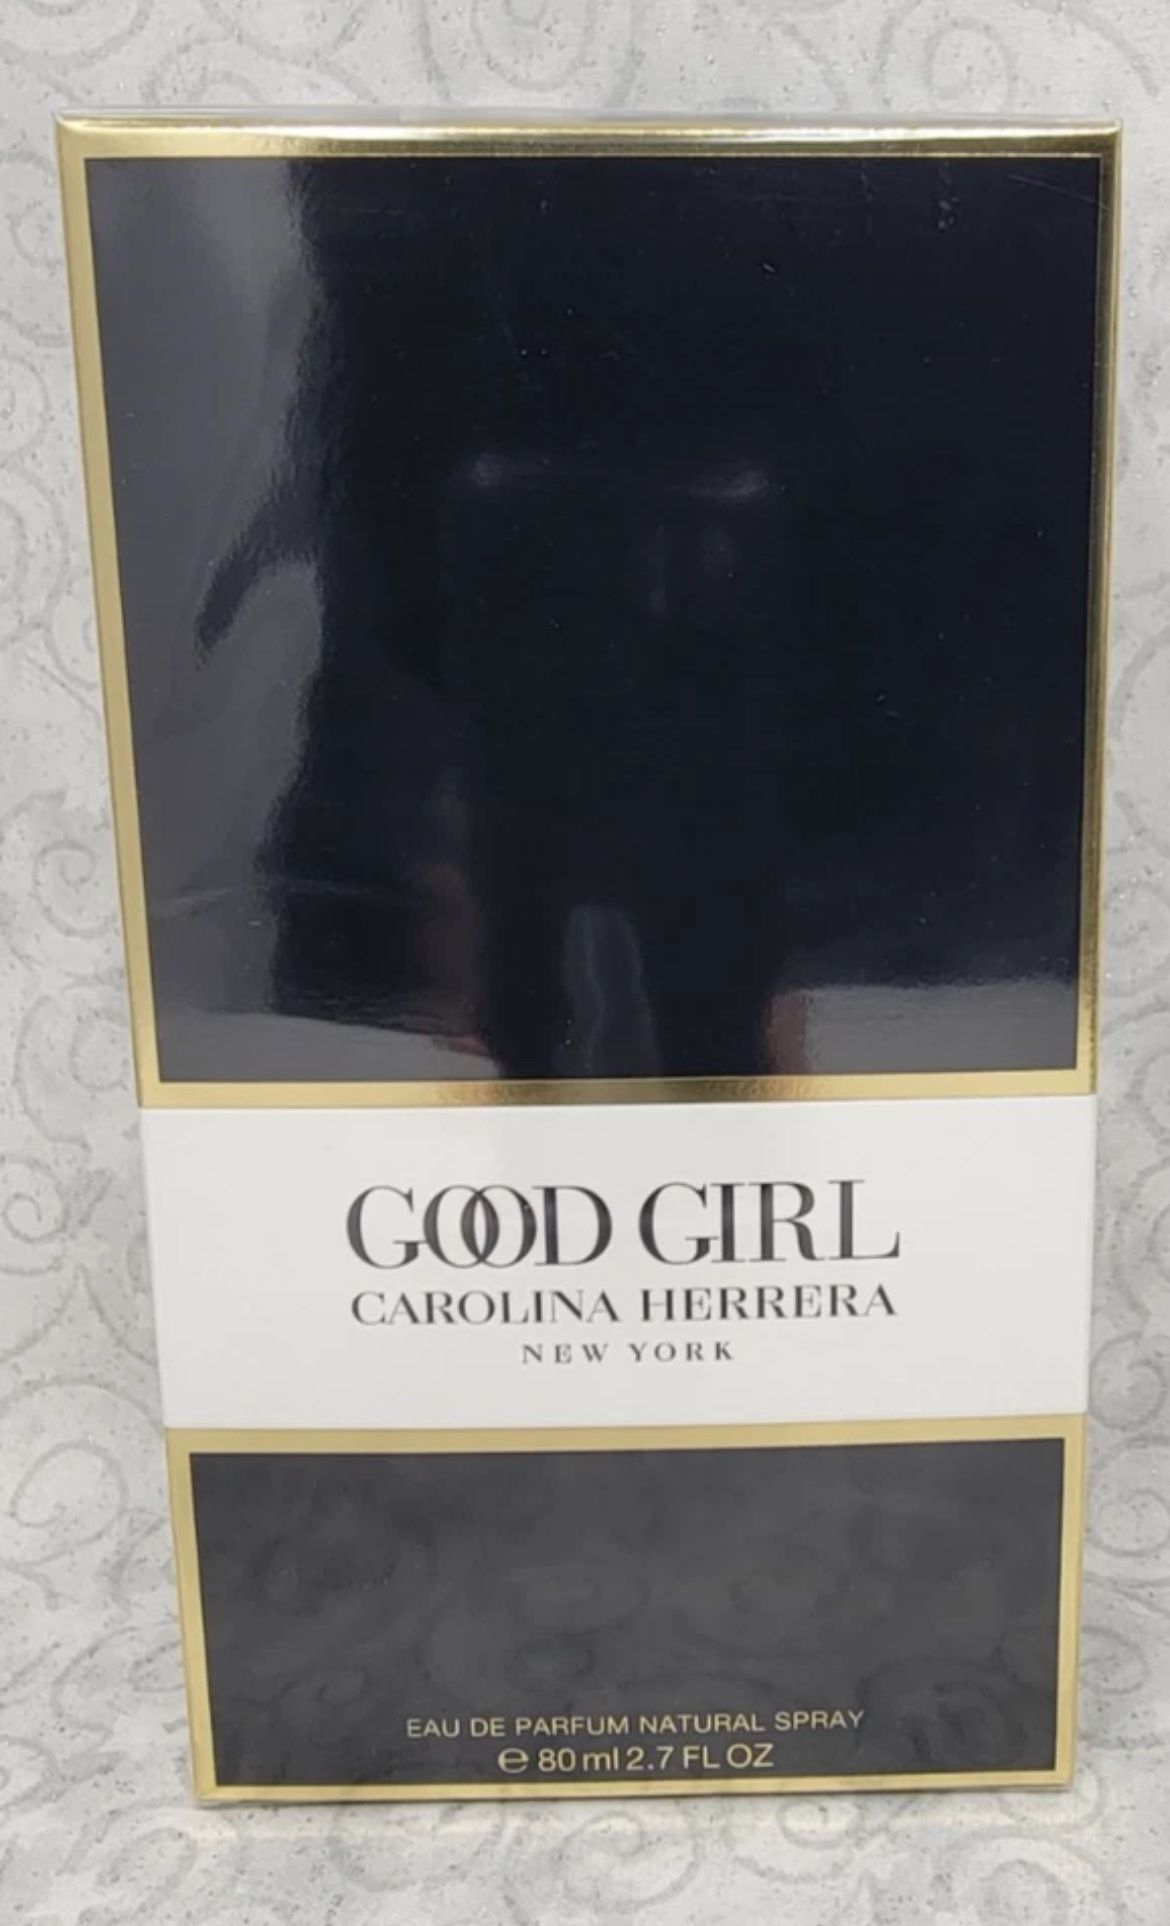 GOOD GIRL
CAROLINA HERRERA
NEW YORK
EAU DE PARFUM NATURAL SPRAY
℮ 80 ml 2.7 FL OZ